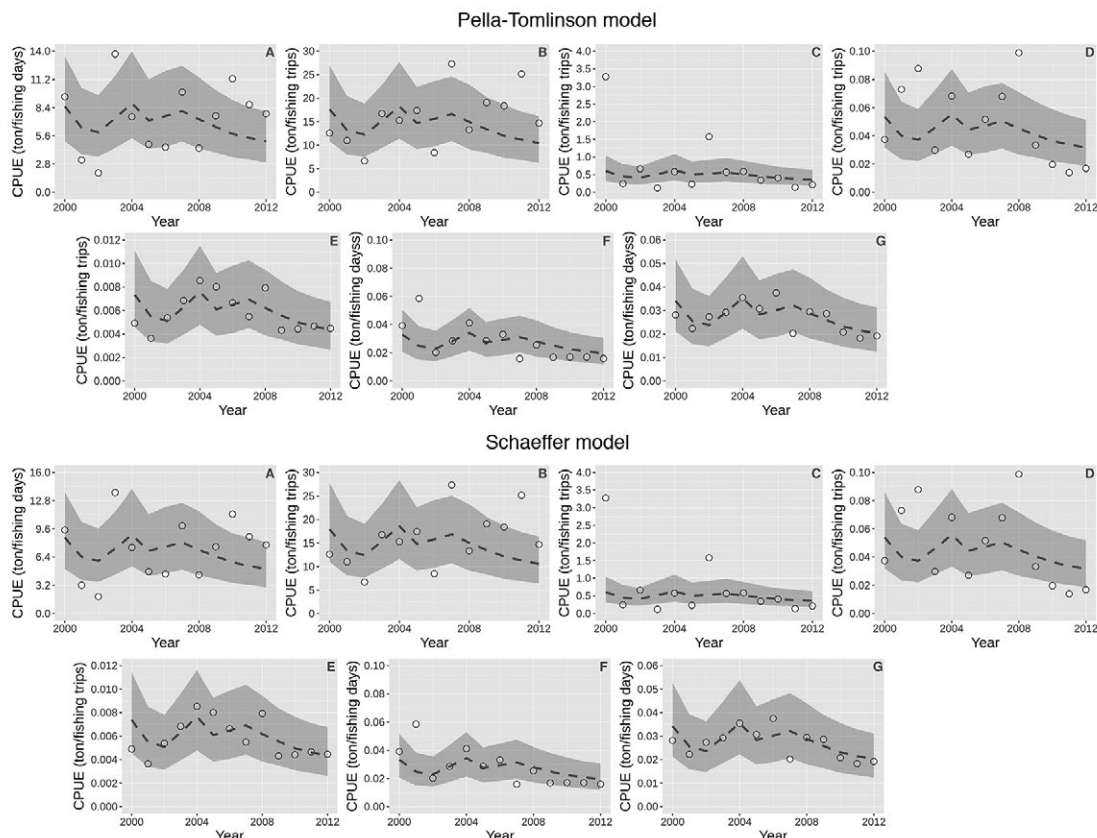 Pella-Tomlinson model
A
CPUE (ton/fishing days)
14.0
11.2
8.4
5.6
2.8
0.0
2000 2004 2008 2012
Year
B
CPUE (ton/fishing trips)
30
25
20
15
10
5
0
2000 2004 2008 2012
Year
C
CPUE (ton/fishing trips)
4.0
3.5
3.0
2.5
2.0
1.5
1.0
0.5
0.0
2000 2004 2008 2012
Year
D
CPUE (ton/fishing days)
0.10
0.08
0.06
0.04
0.02
0.00
2000 2004 2008 2012
Year
E
CPUE (ton/fishing trips)
0.012
0.010
0.008
0.006
0.004
0.002
0.000
2000 2004 2008 2012
Year
F
CPUE (ton/fishing dayss)
0.10
0.08
0.06
0.04
0.02
0.00
2000 2004 2008 2012
Year
G
CPUE (ton/fishing dayss)
0.06
0.05
0.04
0.03
0.02
0.01
0.00
2000 2004 2008 2012
Year
Schaeffer model
A
CPUE (ton/fishing days)
16.0
12.8
9.6
6.4
3.2
0.0
2000 2004 2008 2012
Year
B
CPUE (ton/fishing trips)
30
25
20
15
10
5
0
2000 2004 2008 2012
Year
C
CPUE (ton/fishing trips)
4.0
3.5
3.0
2.5
2.0
1.5
1.0
0.5
0.0
2000 2004 2008 2012
Year
D
CPUE (ton/fishing days)
0.10
0.08
0.06
0.04
0.02
0.00
2000 2004 2008 2012
Year
E
CPUE (ton/fishing trips)
0.012
0.010
0.008
0.006
0.004
0.002
0.000
2000 2004 2008 2012
Year
F
CPUE (ton/fishing days)
0.10
0.08
0.06
0.04
0.02
0.00
2000 2004 2008 2012
Year
G
CPUE (ton/fishing days)
0.06
0.05
0.04
0.03
0.02
0.01
0.00
2000 2004 2008 2012
Year